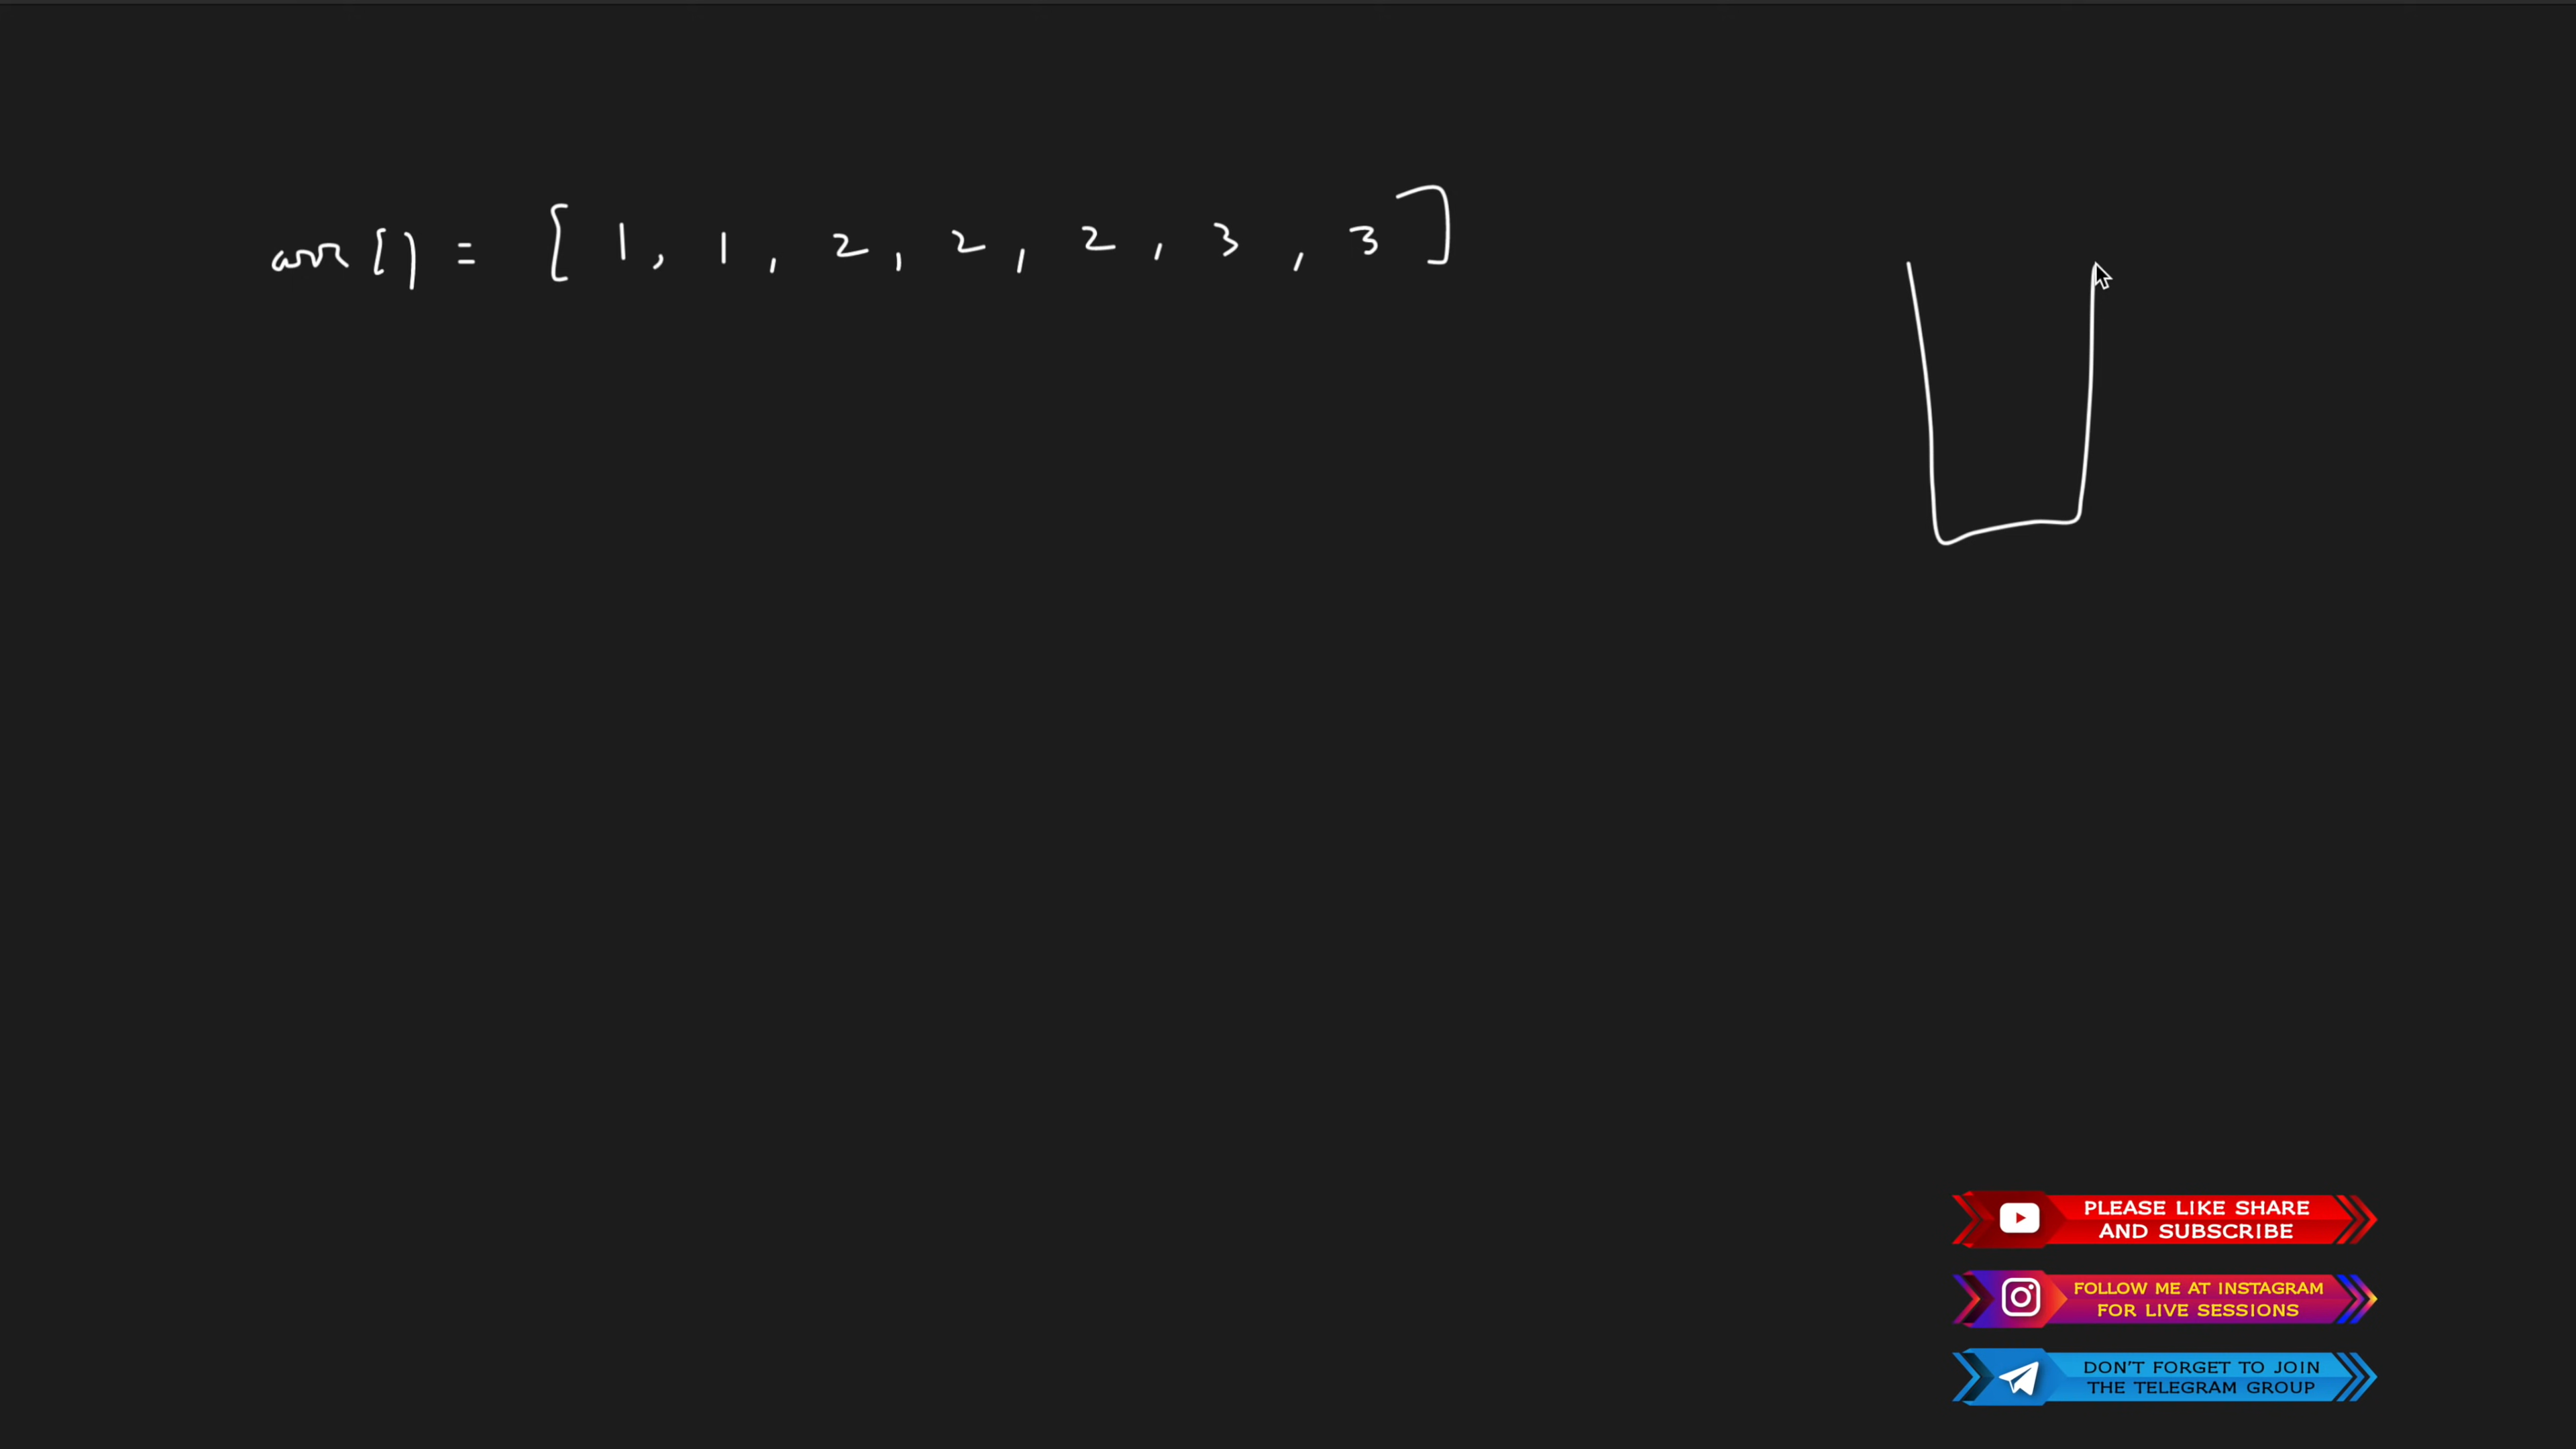 arr[] = [ 1, 1, 2, 2, 2, 3, 3 ]
PLEASE LIKE SHARE
AND SUBSCRIBE
FOLLOW ME AT INSTAGRAM
FOR LIVE SESSIONS
DON'T FORGET TO JOIN
THE TELEGRAM GROUP